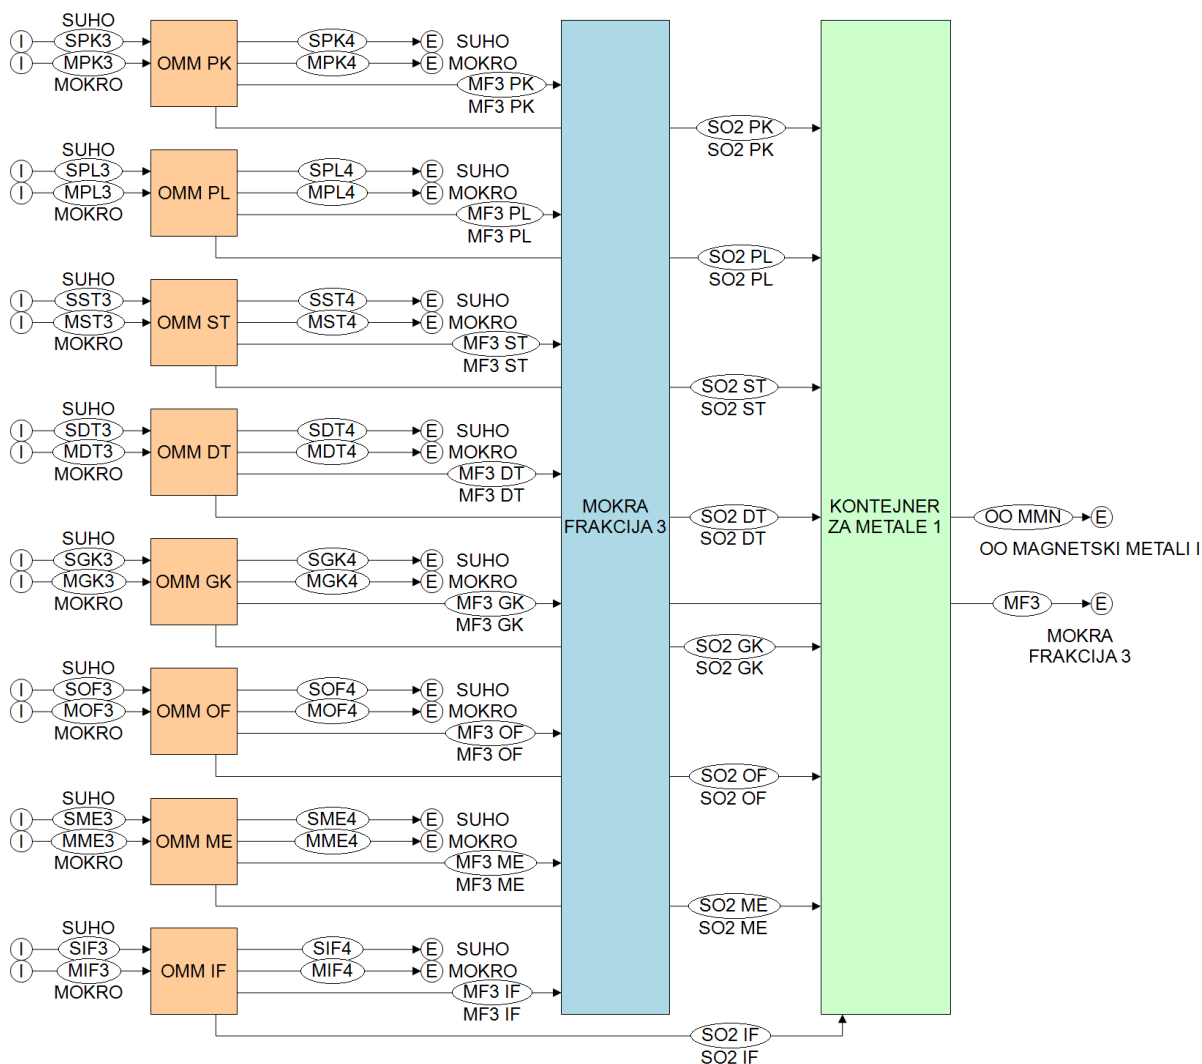 SUHO
I SPK3 SPK4 E SUHO
I MPK3 OMM PK MPK4 E MOKRO
MOKRO MF3 PK
MF3 PK
SO2 PK
SO2 PK
SUHO
I SPL3 SPL4 E SUHO
I MPL3 OMM PL MPL4 E MOKRO
MOKRO MF3 PL
MF3 PL
SO2 PL
SO2 PL
SUHO
I SST3 SST4 E SUHO
I MST3 OMM ST MST4 E MOKRO
MOKRO MF3 ST
MF3 ST
SO2 ST
SO2 ST
SUHO
I SDT3 SDT4 E SUHO
I MDT3 OMM DT MDT4 E MOKRO
MOKRO MF3 DT
MF3 DT
MOKRA
FRAKCIJA 3
SO2 DT
SO2 DT
KONTEJNER
ZA METALE 1
OO MMN E
OO MAGNETSKI METALI I
SUHO
I SGK3 SGK4 E SUHO
I MGK3 OMM GK MGK4 E MOKRO
MOKRO MF3 GK
MF3 GK
MF3 E
MOKRA
FRAKCIJA 3
SO2 GK
SO2 GK
SUHO
I SOF3 SOF4 E SUHO
I MOF3 OMM OF MOF4 E MOKRO
MOKRO MF3 OF
MF3 OF
SO2 OF
SO2 OF
SUHO
I SME3 SME4 E SUHO
I MME3 OMM ME MME4 E MOKRO
MOKRO MF3 ME
MF3 ME
SO2 ME
SO2 ME
SUHO
I SIF3 SIF4 E SUHO
I MIF3 OMM IF MIF4 E MOKRO
MOKRO MF3 IF
MF3 IF
SO2 IF
SO2 IF